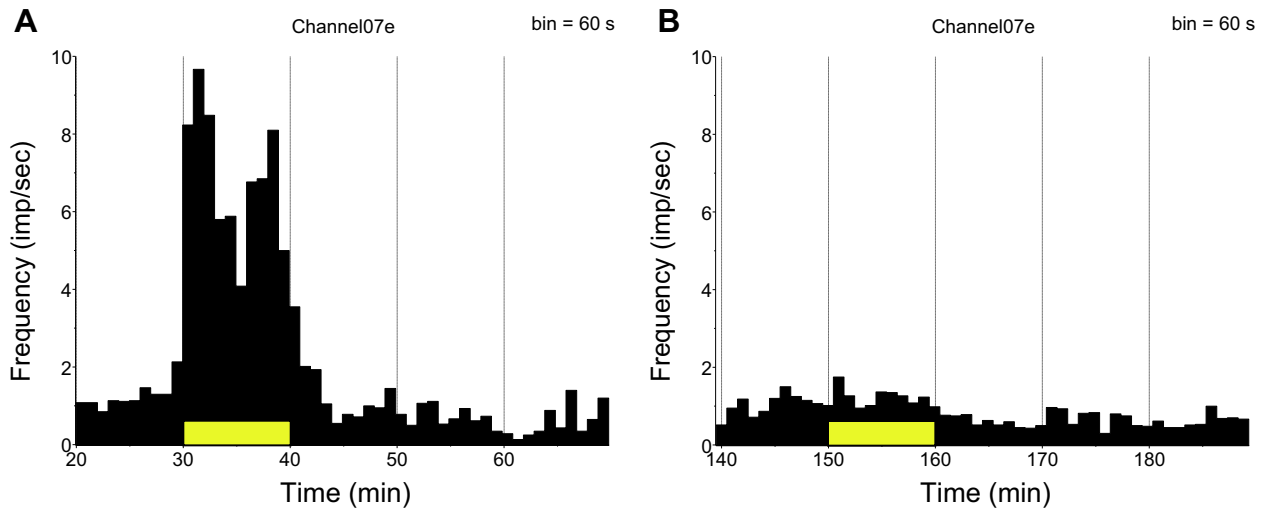 A
Channel07e
bin = 60 s
Frequency (imp/sec)
10
8
6
4
2
0
20
30
40
50
60
Time (min)
B
Channel07e
bin = 60 s
Frequency (imp/sec)
10
8
6
4
2
0
140
150
160
170
180
Time (min)